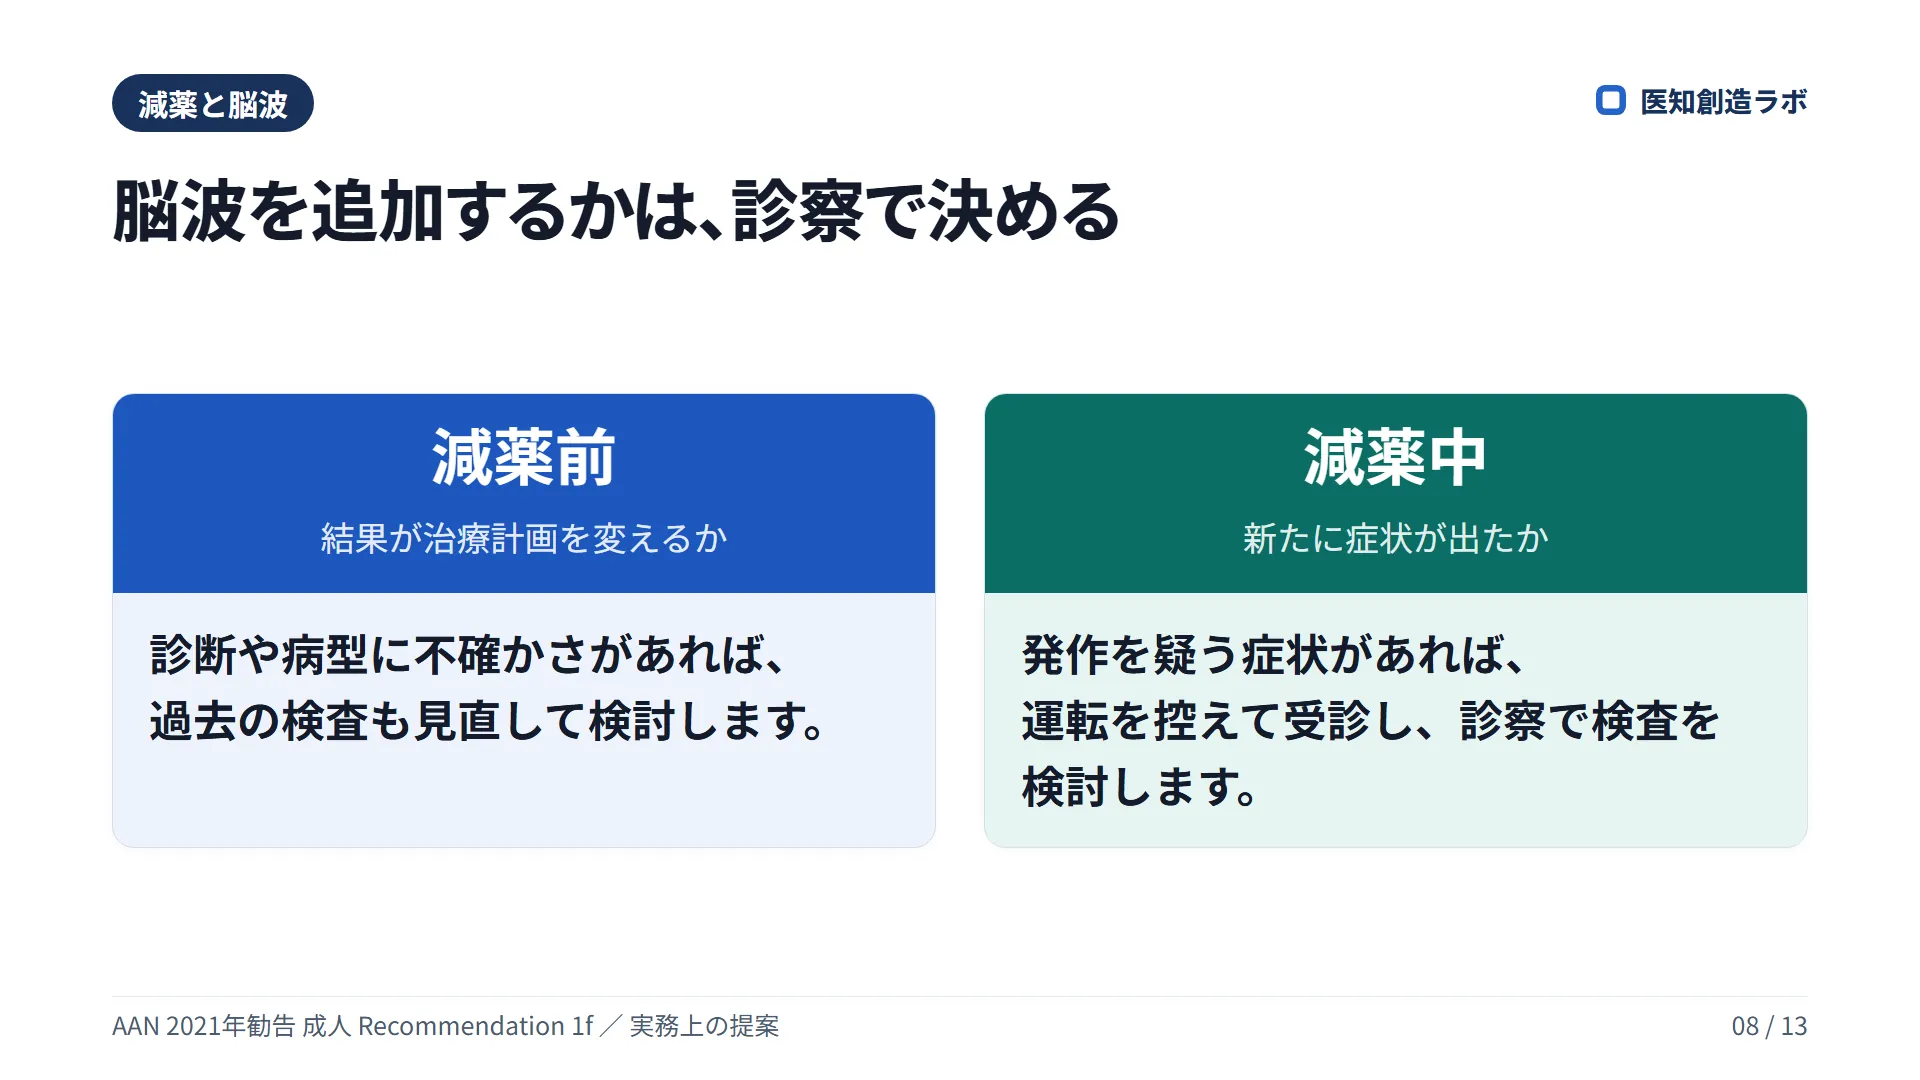 減薬と脳波
医知創造ラボ
脳波を追加するかは、診察で決める
減薬前
結果が治療計画を変えるか
診断や病型に不確かさがあれば、
過去の検査も見直して検討します。
減薬中
新たに症状が出たか
発作を疑う症状があれば、
運転を控えて受診し、診察で検査を
検討します。
AAN 2021年勧告 成人 Recommendation 1f ／ 実務上の提案
08 / 13